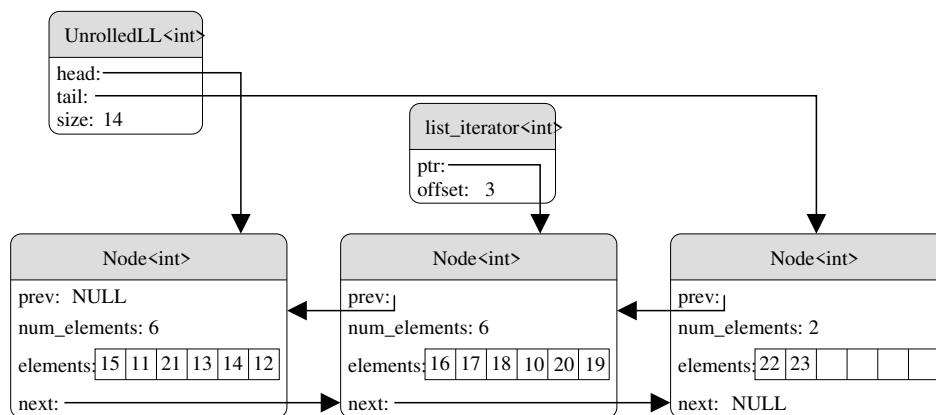 UnrolledLL<int>
head:
tail:
size: 14
list_iterator<int>
ptr:
offset: 3
Node<int>
prev: NULL
num_elements: 6
elements: 15 11 21 13 14 12
next:
Node<int>
prev:
num_elements: 6
elements: 16 17 18 10 20 19
next:
Node<int>
prev:
num_elements: 2
elements: 22 23
next: NULL